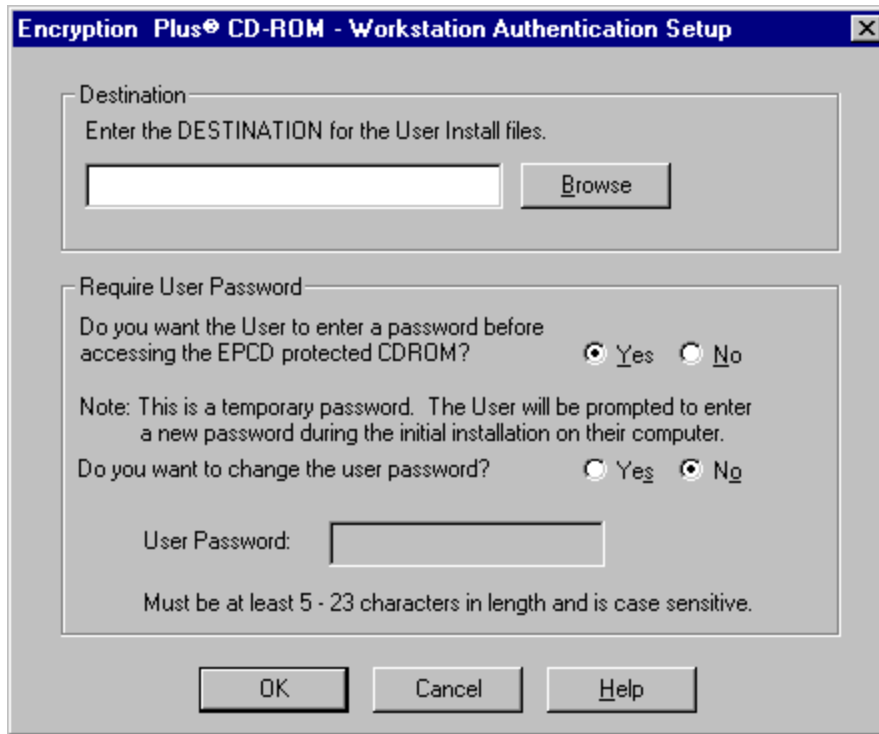 Encryption Plus® CD-ROM - Workstation Authentication Setup
Destination
Enter the DESTINATION for the User Install files.
Browse
Require User Password
Do you want the User to enter a password before
accessing the EPCD protected CDROM? Yes No
Note: This is a temporary password. The User will be prompted to enter
a new password during the initial installation on their computer.
Do you want to change the user password? Yes No
User Password:
Must be at least 5 - 23 characters in length and is case sensitive.
OK Cancel Help